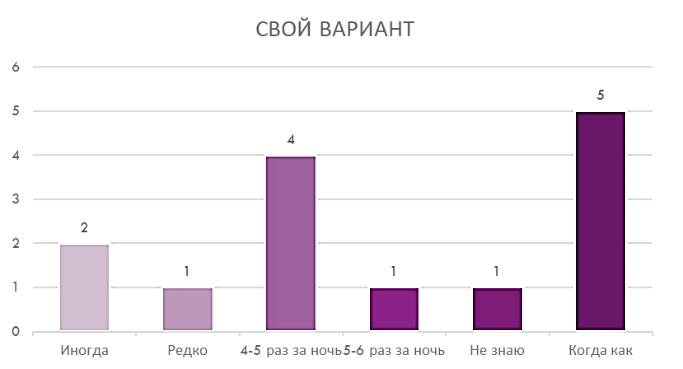 СВОЙ ВАРИАНТ
6
5
4
3
2
1
0
2
1
4
1
1
5
Иногда
Редко
4-5 раз за ночь
5-6 раз за ночь
Не знаю
Когда как